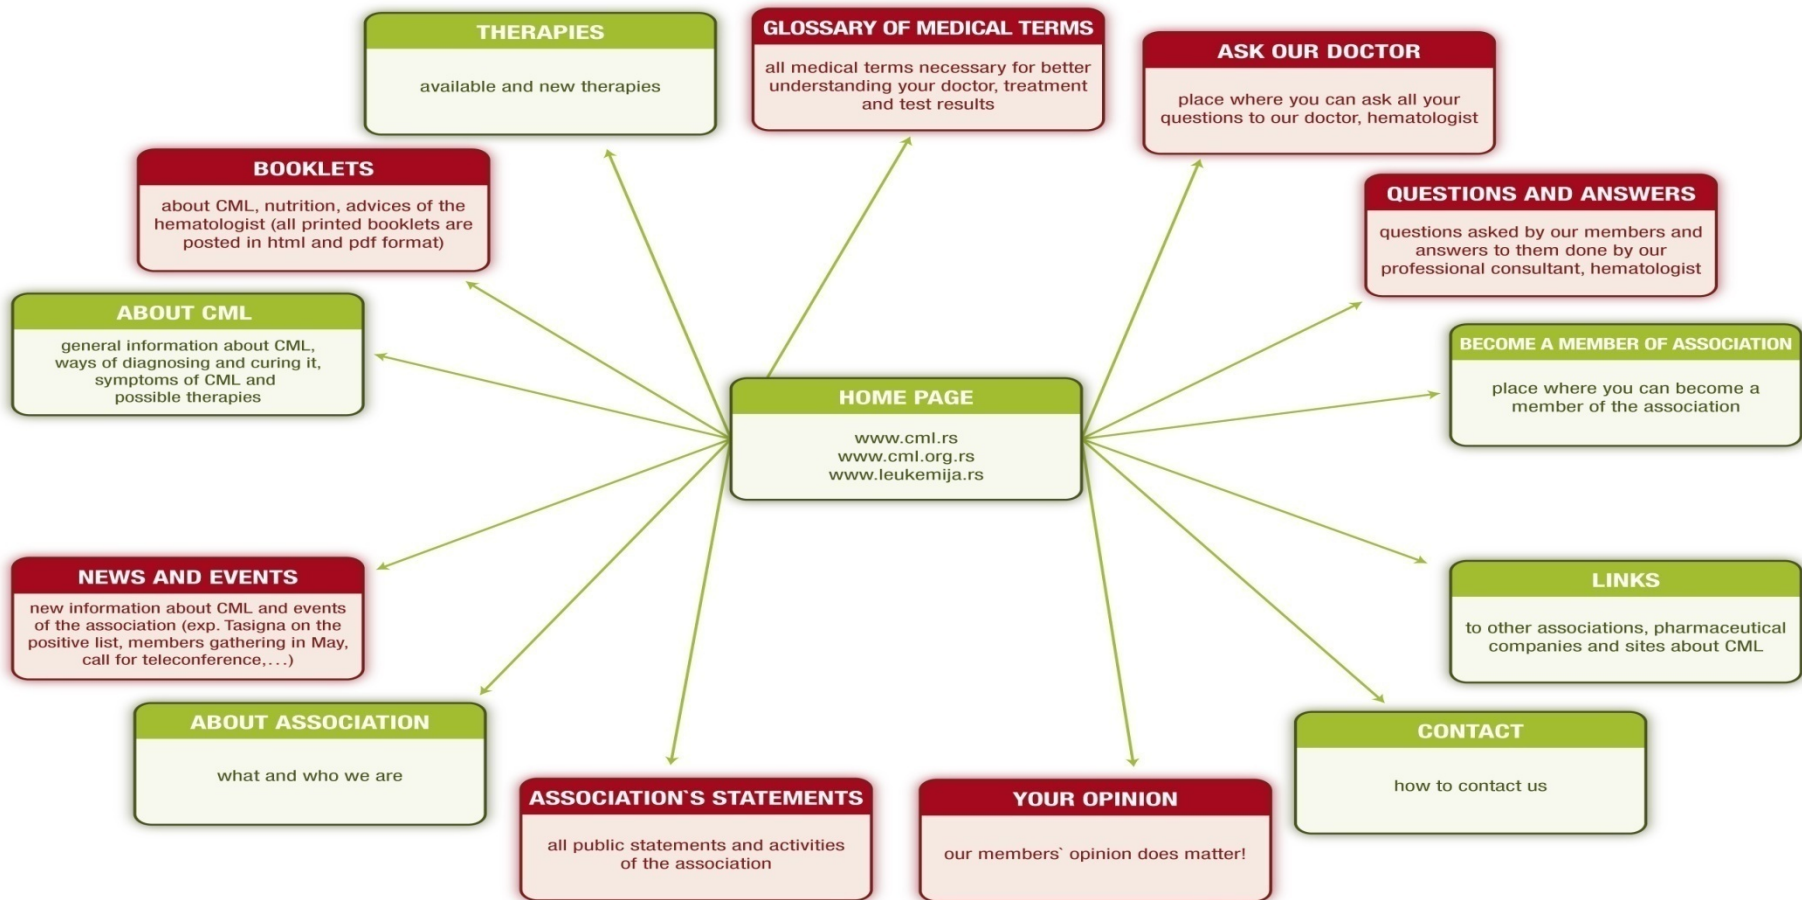 THERAPIES
available and new therapies
GLOSSARY OF MEDICAL TERMS
all medical terms necessary for better
understanding your doctor, treatment
and test results
ASK OUR DOCTOR
place where you can ask all your
questions to our doctor, hematologist
BOOKLETS
about CML, nutrition, advices of the
hematologist (all printed booklets are
posted in html and pdf format)
QUESTIONS AND ANSWERS
questions asked by our members and
answers to them done by our
professional consultant, hematologist
ABOUT CML
general information about CML,
ways of diagnosing and curing it,
symptoms of CML and
possible therapies
BECOME A MEMBER OF ASSOCIATION
place where you can become a
member of the association
HOME PAGE
www.cml.rs
www.cml.org.rs
www.leukemija.rs
NEWS AND EVENTS
new information about CML and events
of the association (exp. Tasigna on the
positive list, members gathering in May,
call for teleconference,...)
LINKS
to other associations, pharmaceutical
companies and sites about CML
ABOUT ASSOCIATION
what and who we are
CONTACT
how to contact us
ASSOCIATION`S STATEMENTS
all public statements and activities
of the association
YOUR OPINION
our members` opinion does matter!